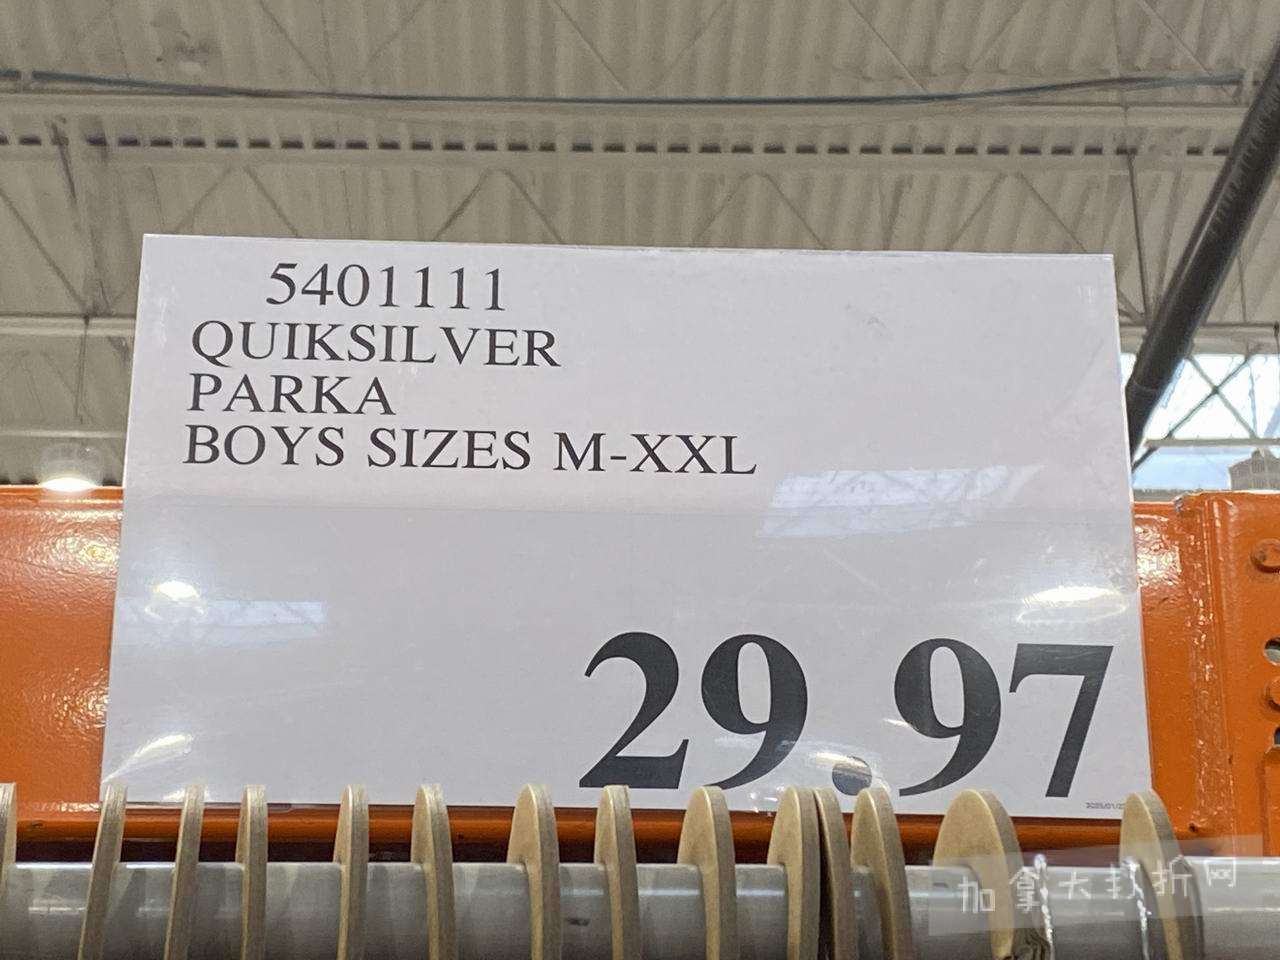 5401111
QUIKSILVER
PARKA
BOYS SIZES M-XXL
29.97
加拿大打折网